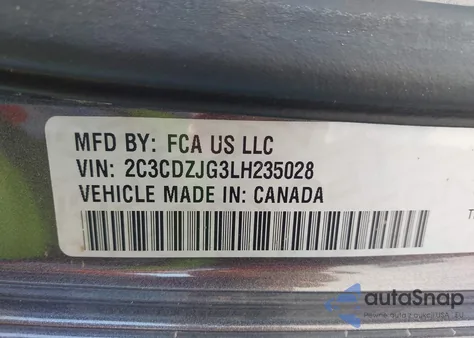 MFD BY: FCA US LLC
VIN: 2C3CDZJG3LH235028
VEHICLE MADE IN: CANADA
autoSnap